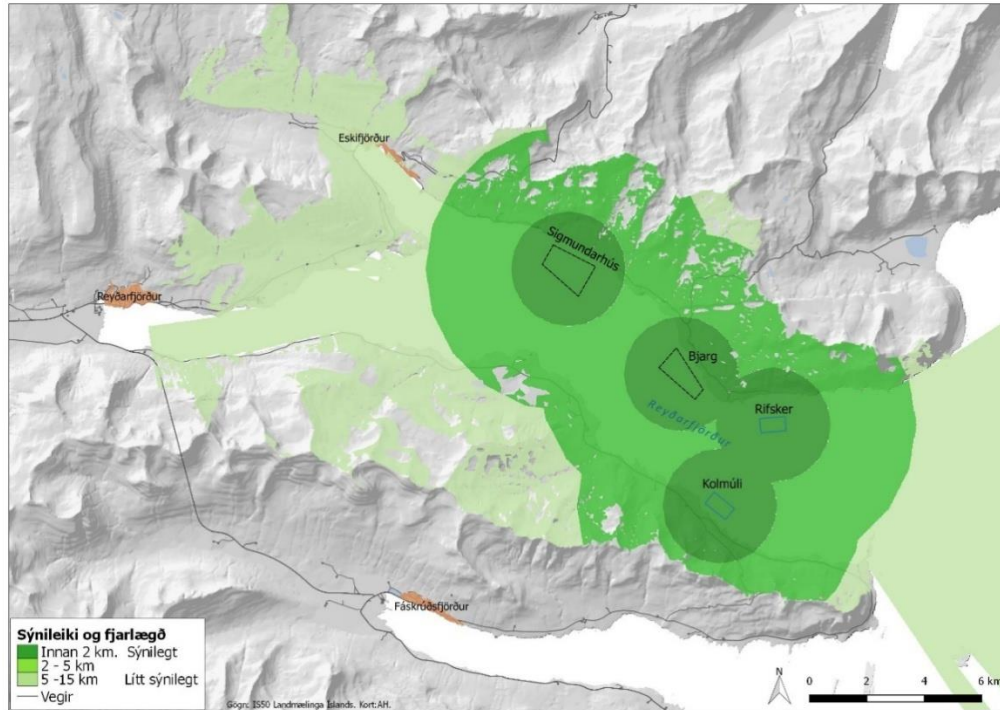 Eskifjörður
Sigmundarhús
Reyðarfjörður
Bjarg
Rifsker
Reyðarfjörður
Kolmúli
Fáskrúðsfjörður
Sýnileiki og fjarlægð
Innan 2 km. Sýnilegt
2 - 5 km
5 -15 km Lítt sýnilegt
Vegir
Gögn: IS50 Landmælinga Íslands. Kort:AH.
N
0 2 4 6 km